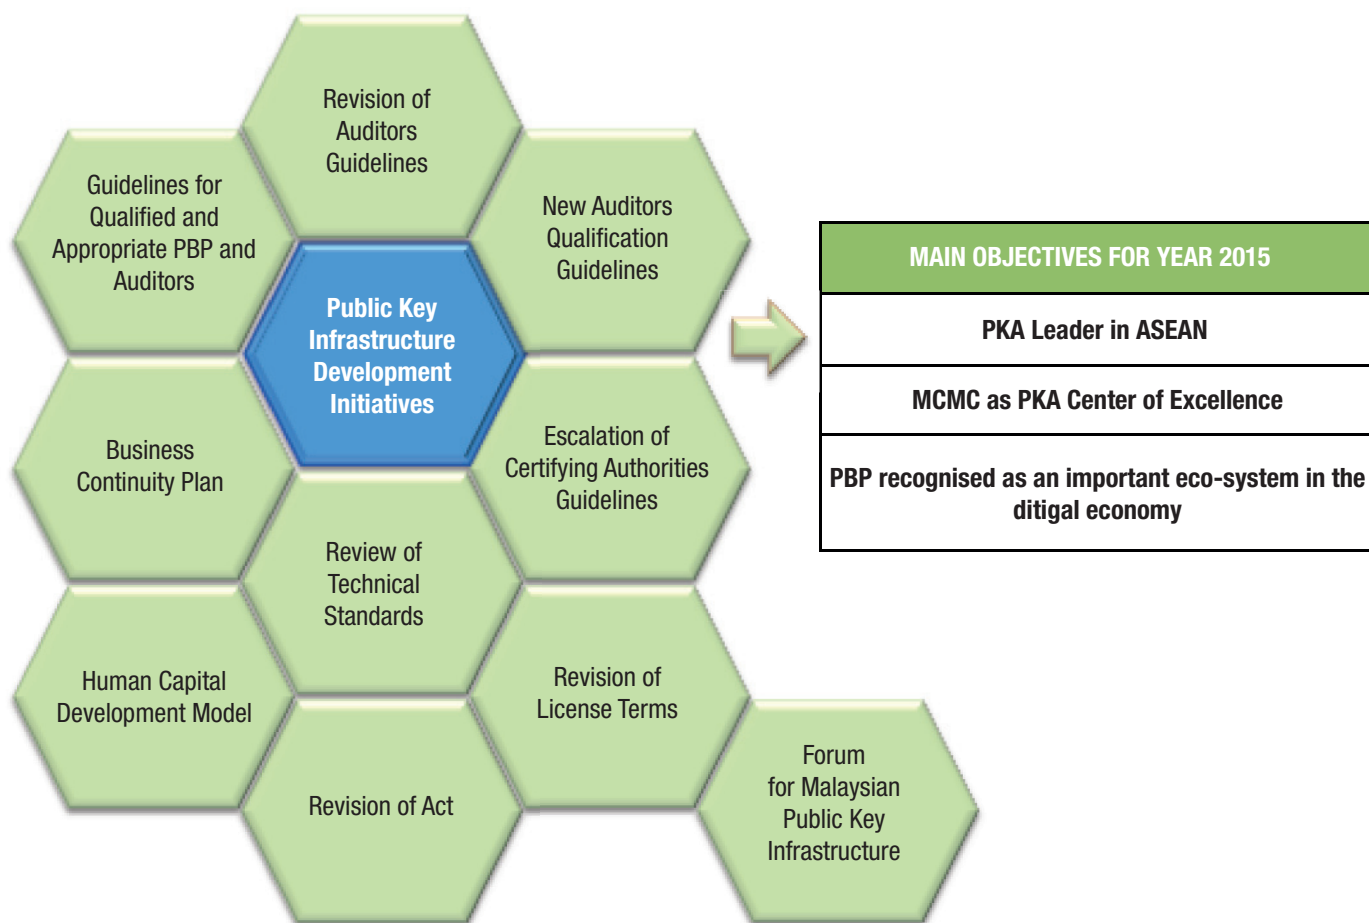 Revision of
Auditors
Guidelines
Guidelines for
Qualified and
Appropriate PBP and
Auditors
New Auditors
Qualification
Guidelines
Public Key
Infrastructure
Development
Initiatives
Business
Continuity Plan
Escalation of
Certifying Authorities
Guidelines
Review of
Technical
Standards
Human Capital
Development Model
Revision of
License Terms
Revision of Act
Forum
for Malaysian
Public Key
Infrastructure
MAIN OBJECTIVES FOR YEAR 2015
PKA Leader in ASEAN
MCMC as PKA Center of Excellence
PBP recognised as an important eco-system in the
ditigal economy